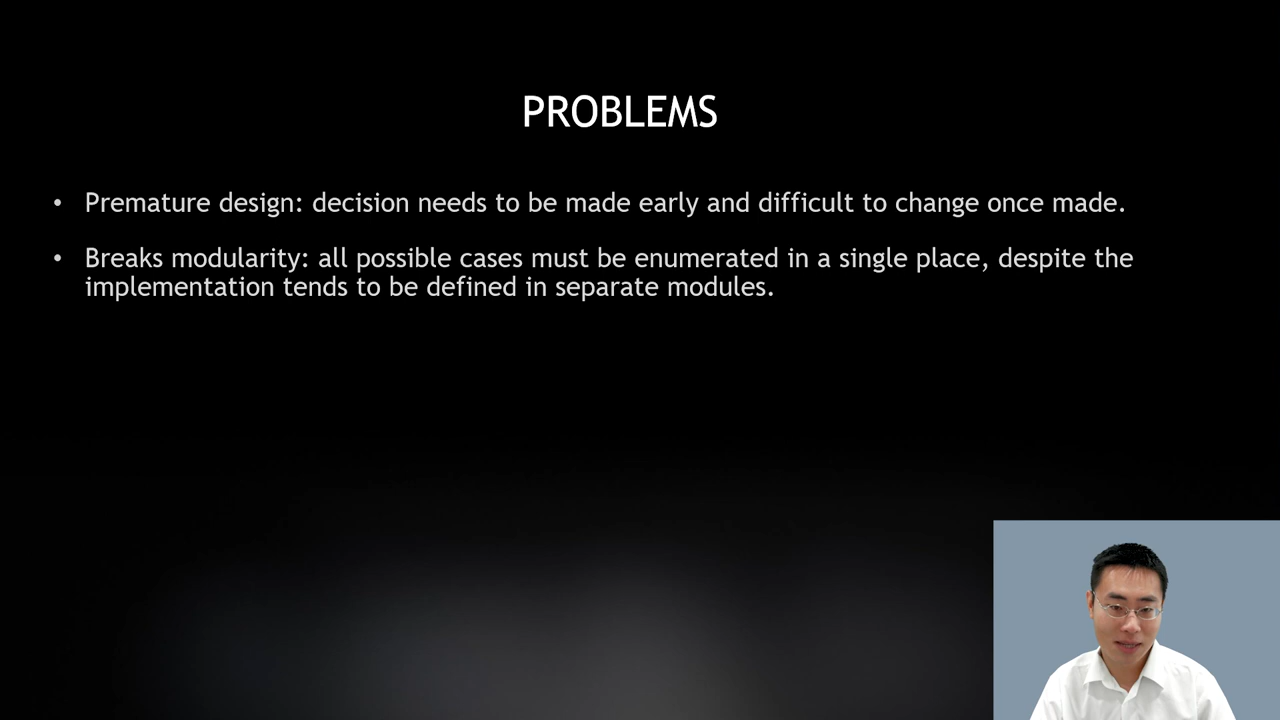 PROBLEMS
• Premature design: decision needs to be made early and difficult to change once made.
• Breaks modularity: all possible cases must be enumerated in a single place, despite the
implementation tends to be defined in separate modules.